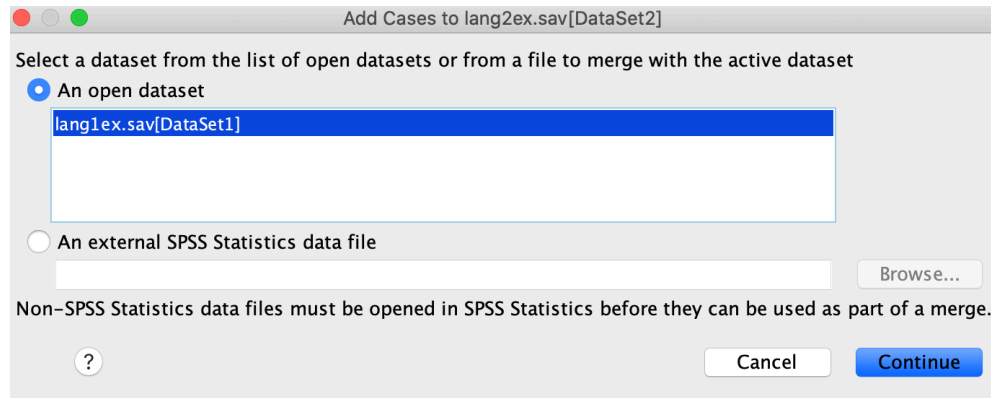 Add Cases to lang2ex.sav[DataSet2]
Select a dataset from the list of open datasets or from a file to merge with the active dataset
An open dataset
lang1ex.sav[DataSet1]
An external SPSS Statistics data file
Browse...
Non-SPSS Statistics data files must be opened in SPSS Statistics before they can be used as part of a merge.
? Cancel Continue